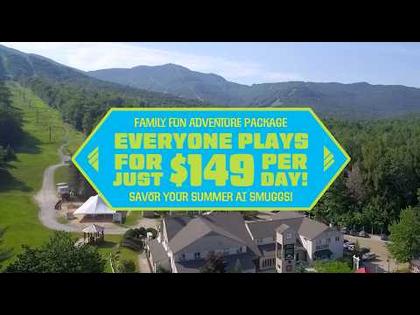 FAMILY FUN ADVENTURE PACKAGE
EVERYONE PLAYS
FOR JUST $149 PER DAY!
SAVOR YOUR SUMMER AT SMUGGS!